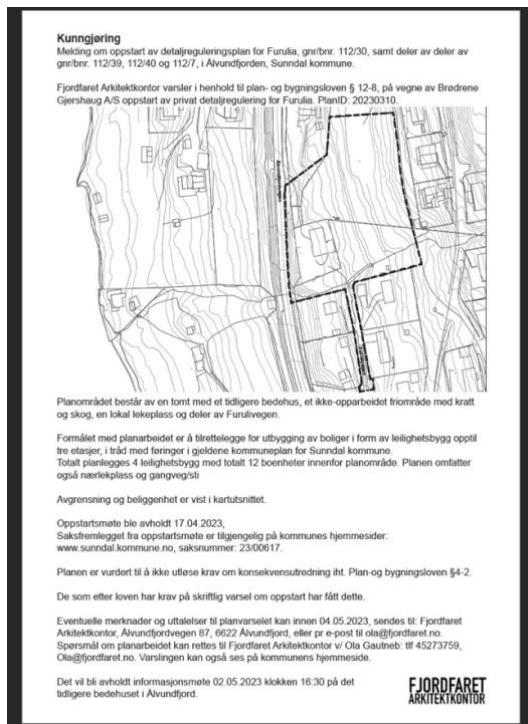 Kunngjøring
Melding om oppstart av detaljreguleringsplan for Furulia, gnr/bnr. 112/30, samt deler av deler av
gnr/bnr. 112/39, 112/40 og 112/7, i Ålvundfjorden, Sunndal kommune.
Fjordfaret Arkitektkontor varsler i henhold til plan- og bygningsloven § 12-8, på vegne av Brødrene
Gjershaug A/S oppstart av privat detaljregulering for Furulia. PlanID: 20230310.
Planområdet består av en tomt med et tidligere bedehus, et ikke-opparbeidet friområde med kratt
og skog, en lokal lekeplass og deler av Furulivegen.
Formålet med planarbeidet er å tilrettelegge for utbygging av boliger i form av leilighetsbygg opptil
tre etasjer, i tråd med føringer i gjeldene kommuneplan for Sunndal kommune.
Totalt planlegges 4 leilighetsbygg med totalt 12 boenheter innenfor planområde. Planen omfatter
også nærlekplass og gangveg/sti
Avgrensning og beliggenhet er vist i kartutsnittet.
Oppstartsmøte ble avholdt 17.04.2023,
Saksfremlegget fra oppstartsmøte er tilgjengelig på kommunes hjemmesider:
www.sunndal.kommune.no, saksnummer: 23/00617.
Planen er vurdert til å ikke utløse krav om konsekvensutredning iht. Plan-og bygningsloven §4-2.
De som etter loven har krav på skriftlig varsel om oppstart har fått dette.
Eventuelle merknader og uttalelser til planvarselet kan innen 04.05.2023, sendes til: Fjordfaret
Arkitektkontor, Ålvundfjordvegen 87, 6622 Ålvundfjord, eller pr e-post til ola@fjordfaret.no.
Spørsmål om planarbeidet kan rettes til Fjordfaret Arkitektkontor v/ Ola Gautneb: tlf 45273759,
Ola@fjordfaret.no. Varslingen kan også ses på kommunens hjemmeside.
Det vil bli avholdt informasjonsmøte 02.05.2023 klokken 16:30 på det
tidligere bedehuset i Ålvundfjord.
FJORDFARET
ARKITEKTKONTOR